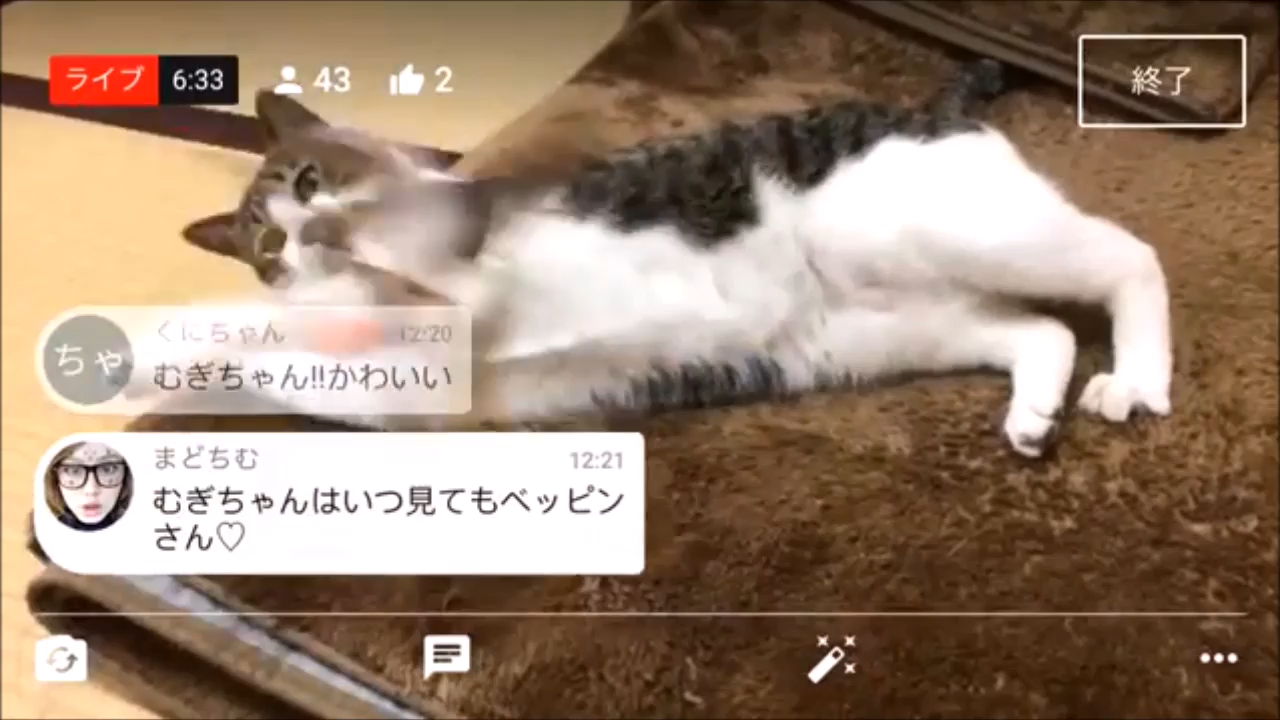 ライブ 6:33 43 2
終了
くにちゃん 12:20
ちゃ
むぎちゃん!!かわいい
まどちむ 12:21
むぎちゃんはいつ見てもベッピン
さん♡